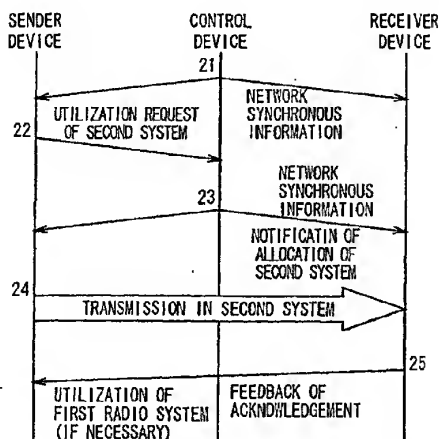 SENDER DEVICE
CONTROL DEVICE
RECEIVER DEVICE
21
NETWORK
SYNCHRONOUS
INFORMATION
UTILIZATION REQUEST
OF SECOND SYSTEM
22
NETWORK
SYNCHRONOUS
INFORMATION
23
NOTIFICATIN OF
ALLOCATION OF
SECOND SYSTEM
24
TRANSMISSION IN SECOND SYSTEM
25
UTILIZATION OF
FIRST RADIO SYSTEM
(IF NECESSARY)
FEEDBACK OF
ACKNOWLEDGEMENT